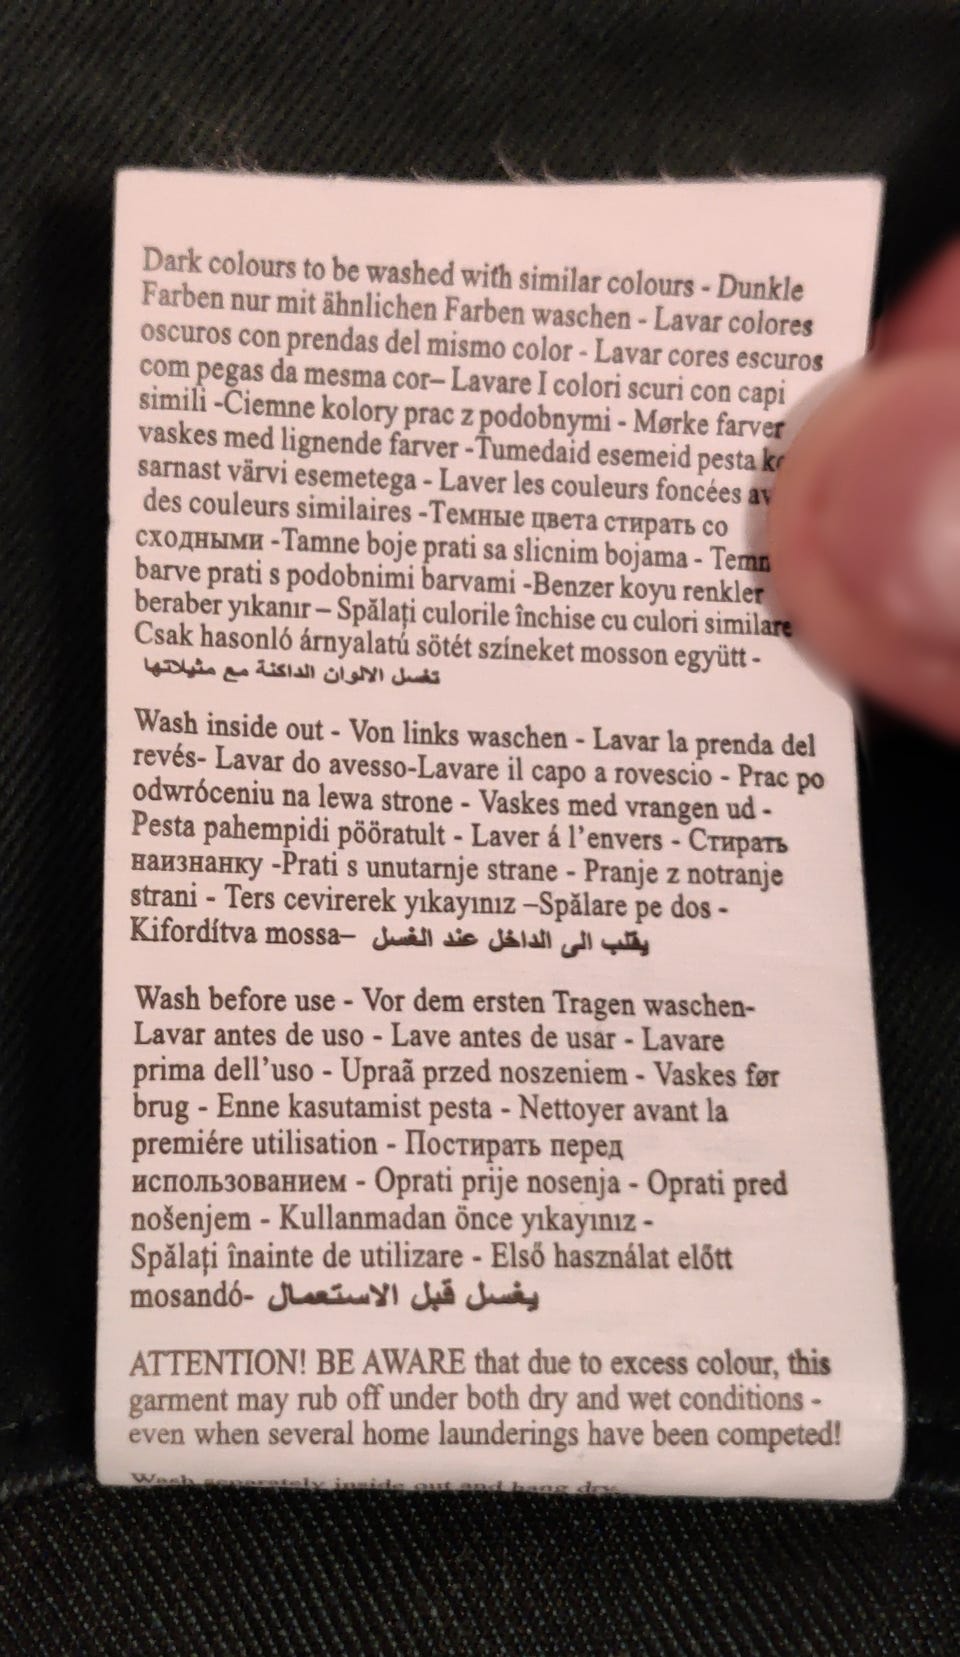 Dark colours to be washed with similar colours - Dunkle
Farben nur mit ähnlichen Farben waschen - Lavar colores
oscuros con prendas del mismo color - Lavar cores escuros
com pegas da mesma cor– Lavare I colori scuri con capi
simili -Ciemne kolory prac z podobnymi - Mørke farver
vaskes med lignende farver -Tumedaid esemeid pesta
sarnast värvi esemetega - Laver les couleurs foncées
des couleurs similaires -Темные цвета стирать со
сходными -Tamne boje prati sa slicnim bojama -
barve prati s podobnimi barvami -Benzer koyu renkler
beraber yıkanır – Spălați culorile închise cu culori similare
Csak hasonló árnyalatú sötét színeket mosson együtt -
تغسل الالوان الداكنة مع مثيلاتها
Wash inside out - Von links waschen - Lavar la prenda del
revés- Lavar do avesso-Lavare il capo a rovescio - Prac po
odwróceniu na lewa strone - Vaskes med vrangen ud -
Pesta pahempidi pööratult - Laver á l’envers - Стирать
наизнанку -Prati s unutarnje strane - Pranje z notranje
strani - Ters cevirerek yıkayınız –Spălare pe dos -
Kifordítva mossa– يقلب الى الداخل عند الغسل
Wash before use - Vor dem ersten Tragen waschen-
Lavar antes de uso - Lave antes de usar - Lavare
prima dell’uso - Upraã przed noszeniem - Vaskes før
brug - Enne kasutamist pesta - Nettoyer avant la
premiére utilisation - Постирать перед
использованием - Oprati prije nosenja - Oprati pred
nošenjem - Kullanmadan önce yıkayınız -
Spălați înainte de utilizare - Első használat előtt
mosandó- يغسل قبل الاستعمال
ATTENTION! BE AWARE that due to excess colour, this
garment may rub off under both dry and wet conditions -
even when several home launderings have been competed!
Wash separately inside out and hang dry.